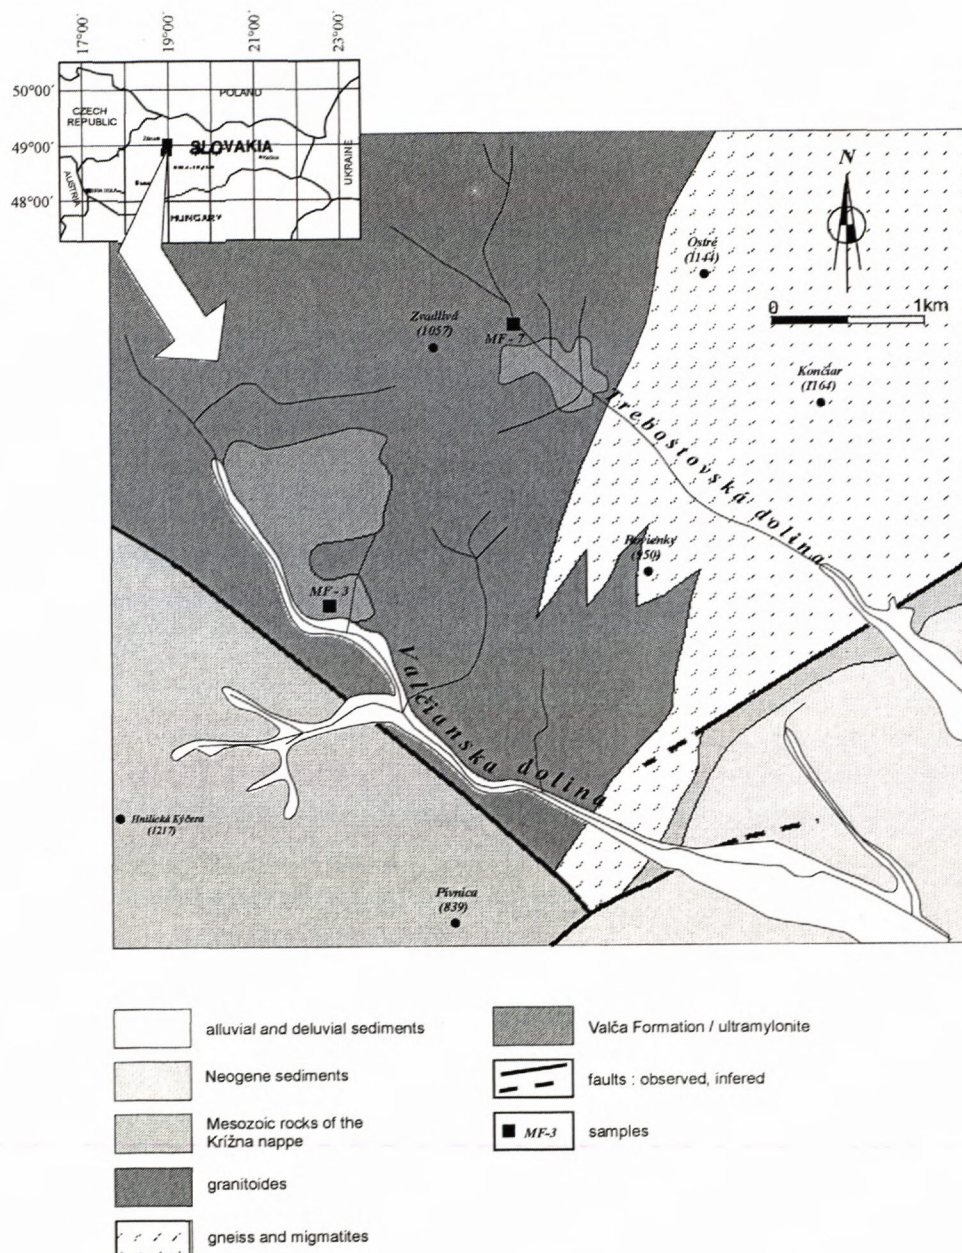 17°00′
19°00′
21°00′
23°00′
50°00′
49°00′
48°00′
POLAND
CZECH
REPUBLIC
SLOVAKIA
UKRAINE
AUSTRIA
HUNGARY
N
Ostré
(1144)
0 1km
Zvadlivá
(1057)
MF - 7
Končiar
(1164)
Trebostovská dolina
(950)
MF - 3
Valčianska dolina
Hnilická Kýčera
(1217)
Pivnica
(839)
alluvial and deluvial sediments
Neogene sediments
Mesozoic rocks of the
Krížna nappe
granitoides
gneiss and migmatites
Valča Formation / ultramylonite
faults : observed, infered
MF-3 samples